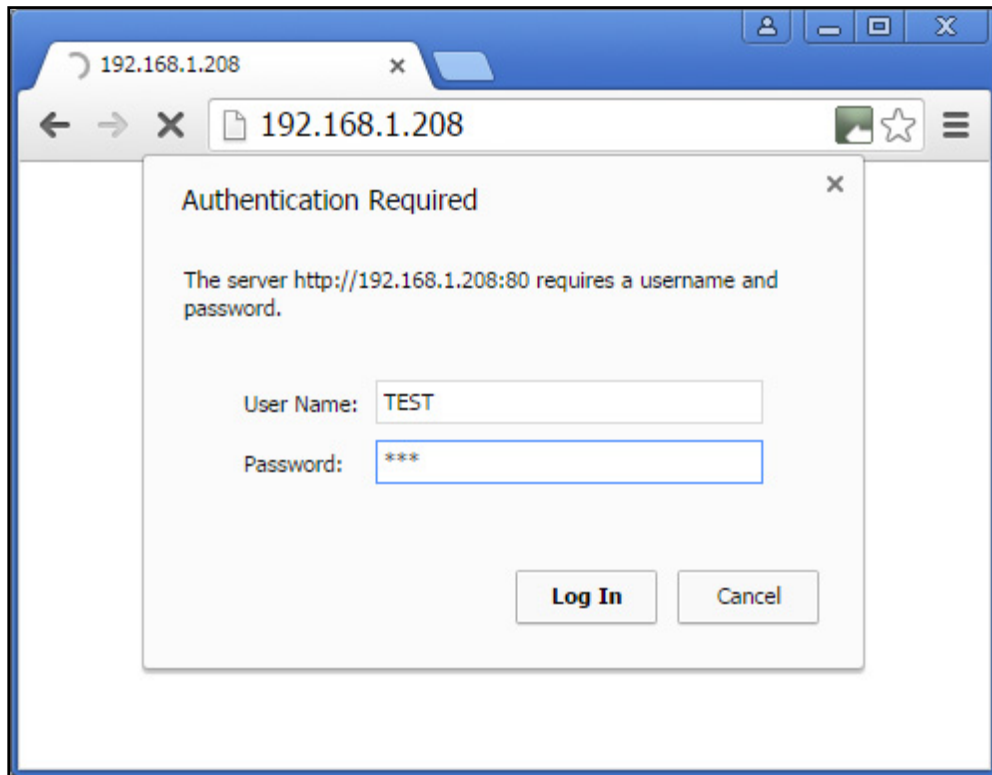 192.168.1.208
192.168.1.208
Authentication Required
The server http://192.168.1.208:80 requires a username and
password.
User Name: TEST
Password: ***
Log In Cancel